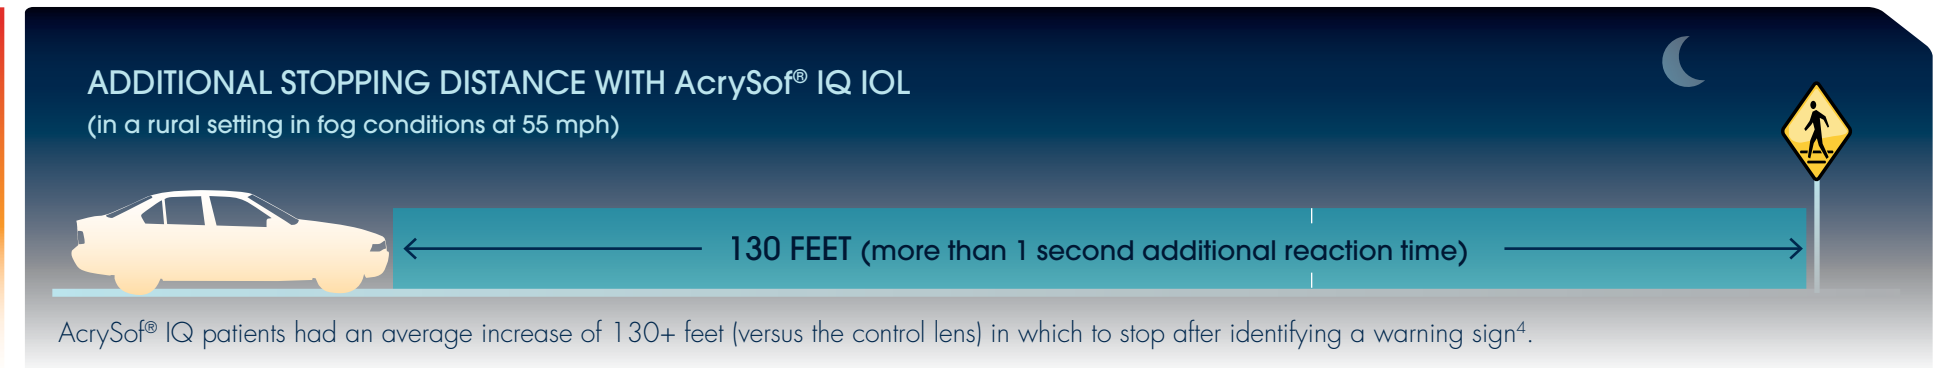 ADDITIONAL STOPPING DISTANCE WITH AcrySof® IQ IOL
(in a rural setting in fog conditions at 55 mph)
130 FEET (more than 1 second additional reaction time)
AcrySof® IQ patients had an average increase of 130+ feet (versus the control lens) in which to stop after identifying a warning sign⁴.